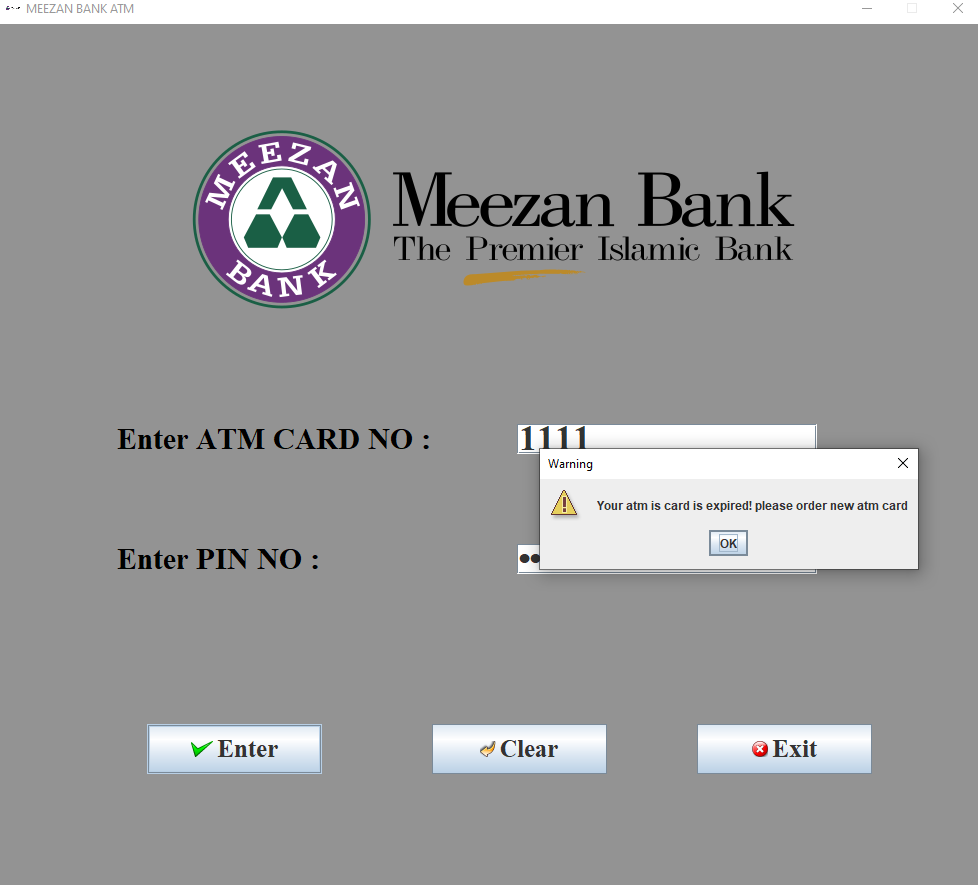 MEEZAN BANK ATM
MEEZAN
BANK
Meezan Bank
The Premier Islamic Bank
Enter ATM CARD NO :
1111
Warning
Your atm is card is expired! please order new atm card
OK
Enter PIN NO :
Enter
Clear
Exit